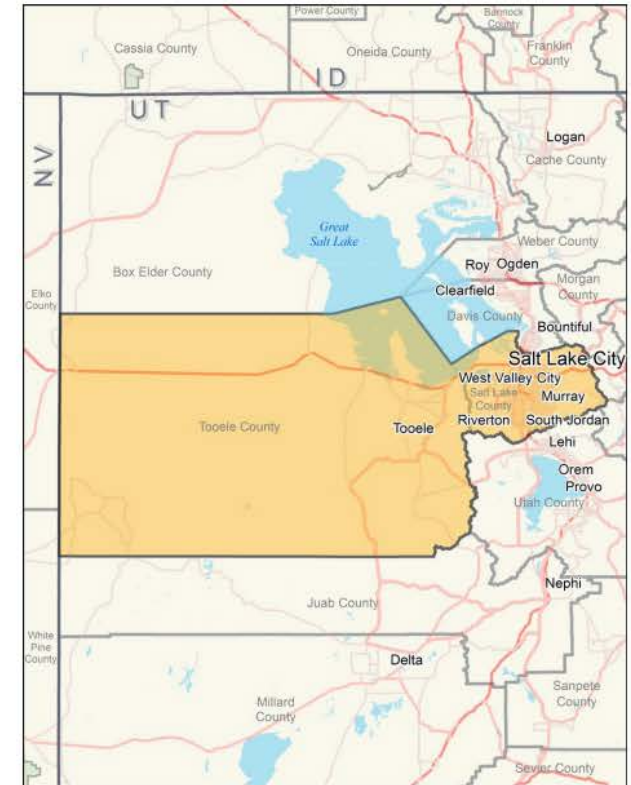 Power County
Bannock
County
Cassia County
Oneida County
Franklin
County
ID
UT
NV
Logan
Cache County
Great
Salt Lake
Weber County
Box Elder County
Roy
Ogden
Morgan
County
Elko
County
Clearfield
Davis County
Bountiful
Salt Lake City
West Valley City
Salt Lake
County
Murray
Tooele County
Tooele
Riverton
South Jordan
Lehi
Orem
Provo
Utah County
Nephi
Juab County
White
Pine
County
Delta
Millard
County
Sanpete
County
Sevier County